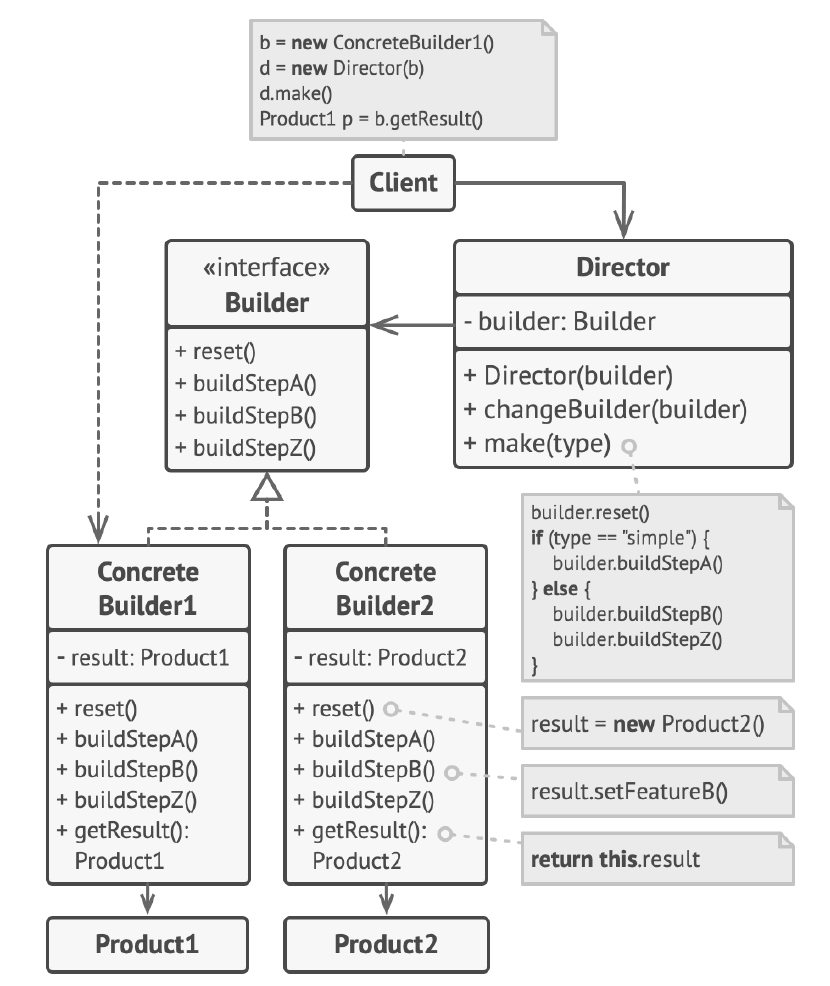 b = new ConcreteBuilder1()
d = new Director(b)
d.make()
Product1 p = b.getResult()
Client
«interface»
Builder
+ reset()
+ buildStepA()
+ buildStepB()
+ buildStepZ()
Director
- builder: Builder
+ Director(builder)
+ changeBuilder(builder)
+ make(type)
builder.reset()
if (type == "simple") {
builder.buildStepA()
} else {
builder.buildStepB()
builder.buildStepZ()
}
Concrete
Builder1
- result: Product1
+ reset()
+ buildStepA()
+ buildStepB()
+ buildStepZ()
+ getResult():
Product1
Concrete
Builder2
- result: Product2
+ reset()
+ buildStepA()
+ buildStepB()
+ buildStepZ()
+ getResult():
Product2
result = new Product2()
result.setFeatureB()
return this.result
Product1
Product2